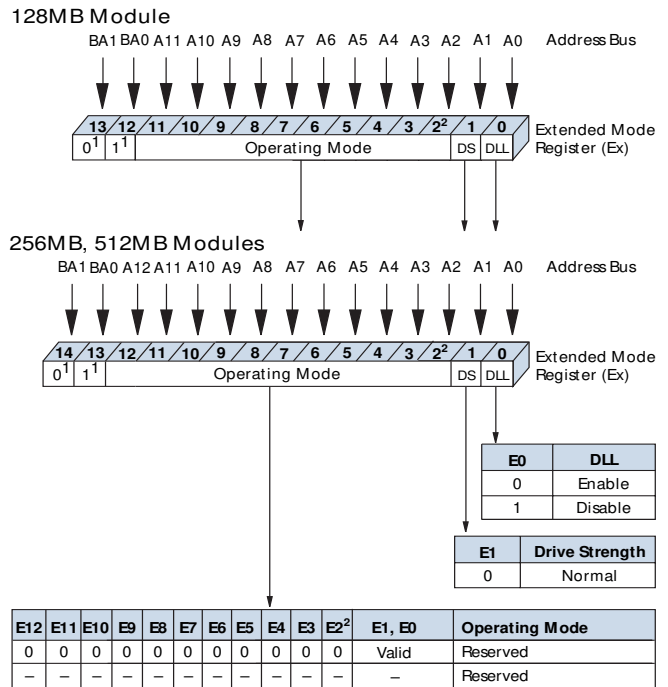 128MB Module
BA1 BA0 A11 A10 A9 A8 A7 A6 A5 A4 A3 A2 A1 A0 Address Bus
13 12 11 10 9 8 7 6 5 4 3 2² 1 0 Extended Mode
0¹ 1¹ Operating Mode DS DLL Register (Ex)
256MB, 512MB Modules
BA1 BA0 A12 A11 A10 A9 A8 A7 A6 A5 A4 A3 A2 A1 A0 Address Bus
14 13 12 11 10 9 8 7 6 5 4 3 2² 1 0 Extended Mode
0¹ 1¹ Operating Mode DS DLL Register (Ex)
E0 DLL
0 Enable
1 Disable
E1 Drive Strength
0 Normal
E12 E11 E10 E9 E8 E7 E6 E5 E4 E3 E2² E1, E0 Operating Mode
0 0 0 0 0 0 0 0 0 0 0 Valid Reserved
– – – – – – – – – – – – Reserved